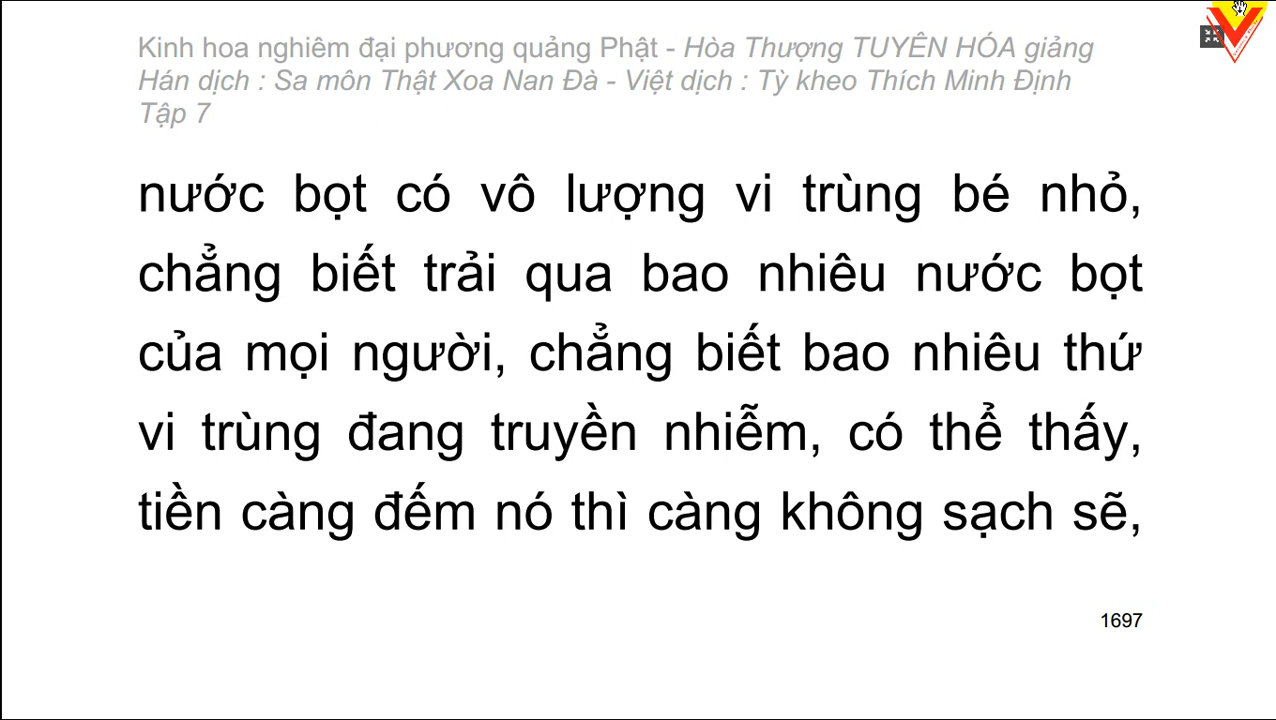 Kinh hoa nghiêm đại phương quảng Phật - Hòa Thượng TUYÊN HÓA giảng
Hán dịch : Sa môn Thật Xoa Nan Đà - Việt dịch : Tỳ kheo Thích Minh Định
Tập 7
nước bọt có vô lượng vi trùng bé nhỏ,
chẳng biết trải qua bao nhiêu nước bọt
của mọi người, chẳng biết bao nhiêu thứ
vi trùng đang truyền nhiễm, có thể thấy,
tiền càng đếm nó thì càng không sạch sẽ,
1697